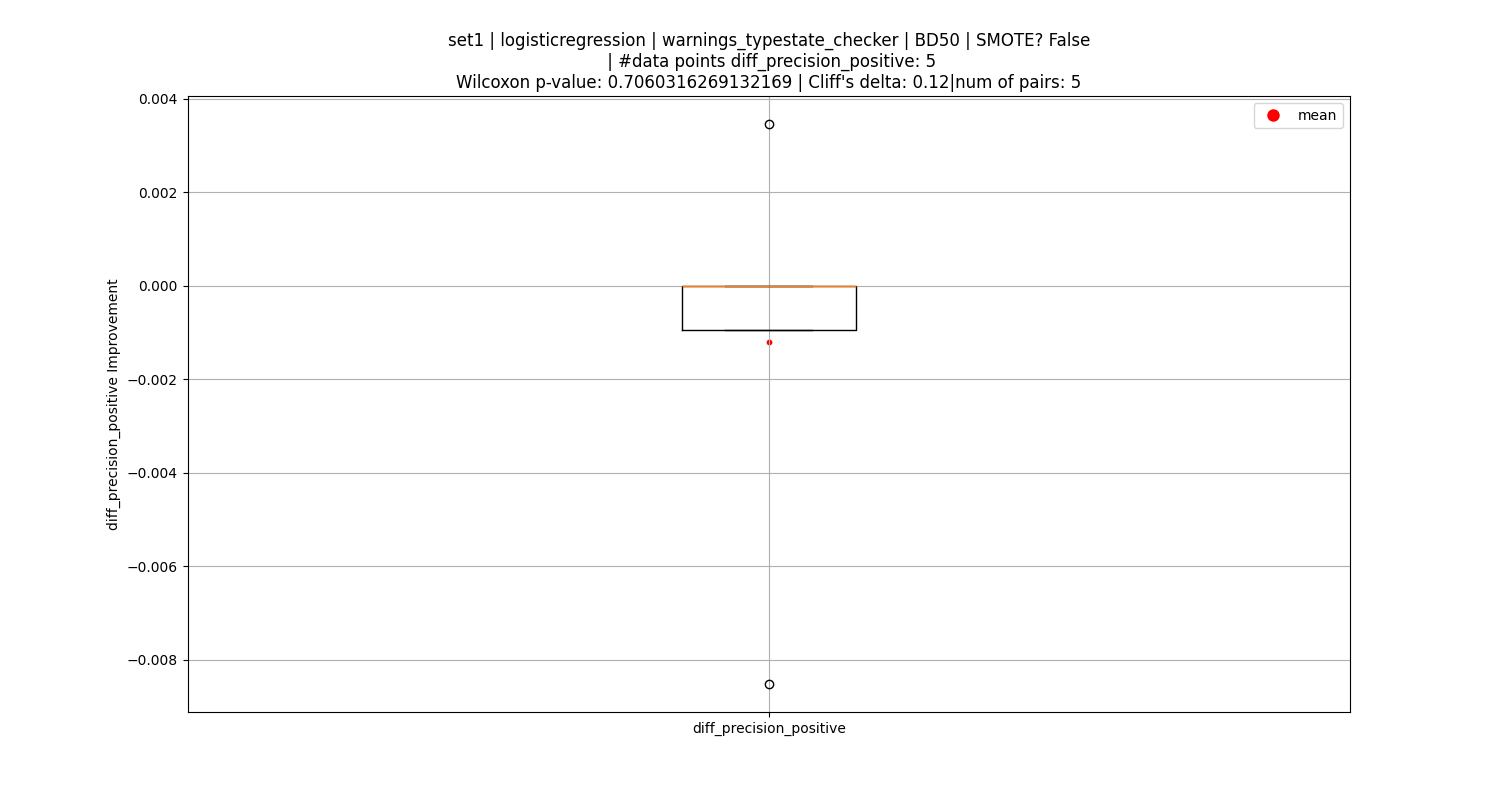 set1 | logisticregression | warnings_typestate_checker | BD50 | SMOTE? False
| #data points diff_precision_positive: 5
Wilcoxon p-value: 0.7060316269132169 | Cliff's delta: 0.12|num of pairs: 5
mean
0.004
0.002
0.000
−0.002
−0.004
−0.006
−0.008
diff_precision_positive Improvement
diff_precision_positive